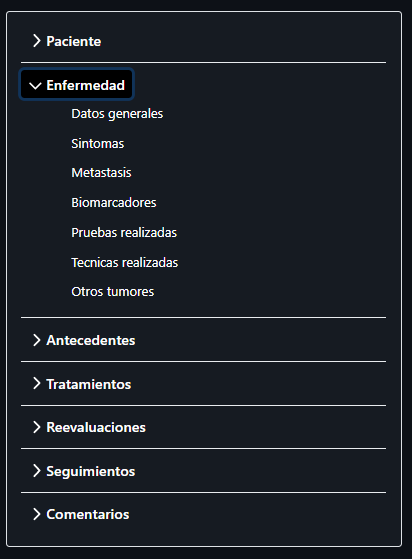 Paciente
Enfermedad
Datos generales
Sintomas
Metastasis
Biomarcadores
Pruebas realizadas
Tecnicas realizadas
Otros tumores
Antecedentes
Tratamientos
Reevaluaciones
Seguimientos
Comentarios